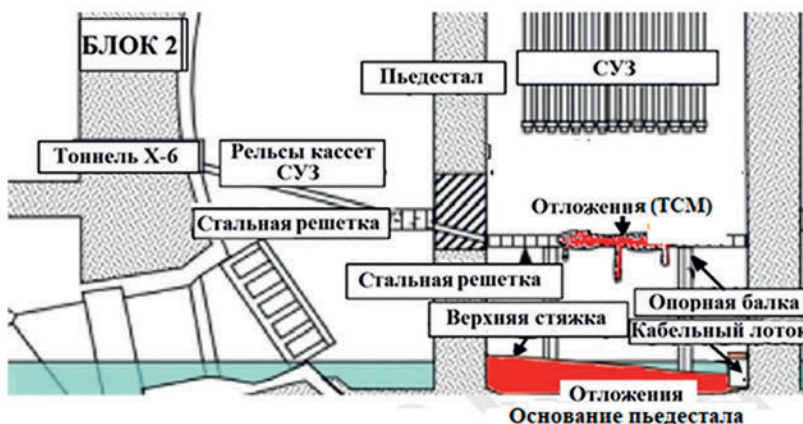 БЛОК 2
Пьедестал
СУЗ
Тоннель X-6
Рельсы кассет
СУЗ
Стальная решетка
Отложения (ТСМ)
Стальная решетка
Опорная балка
Верхняя стяжка
Кабельный лоток
Отложения
Основание пьедестала